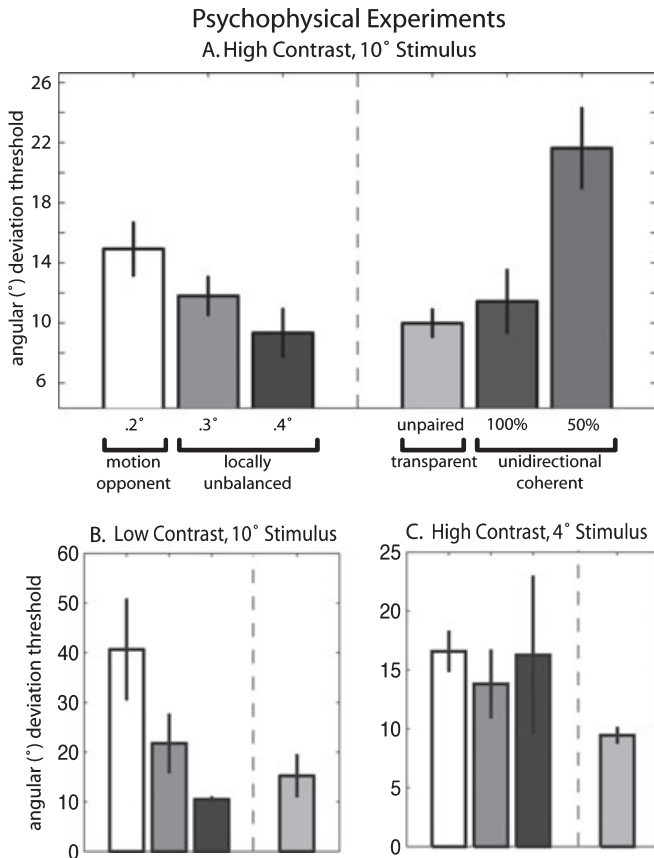 Psychophysical Experiments
A. High Contrast, 10˚ Stimulus
angular (˚) deviation threshold
26
22
18
14
10
6
.2˚ .3˚ .4˚ unpaired 100% 50%
motion opponent
locally unbalanced
transparent
unidirectional coherent
B. Low Contrast, 10˚ Stimulus
angular (˚) deviation threshold
60
50
40
30
20
10
0
C. High Contrast, 4˚ Stimulus
25
20
15
10
5
0